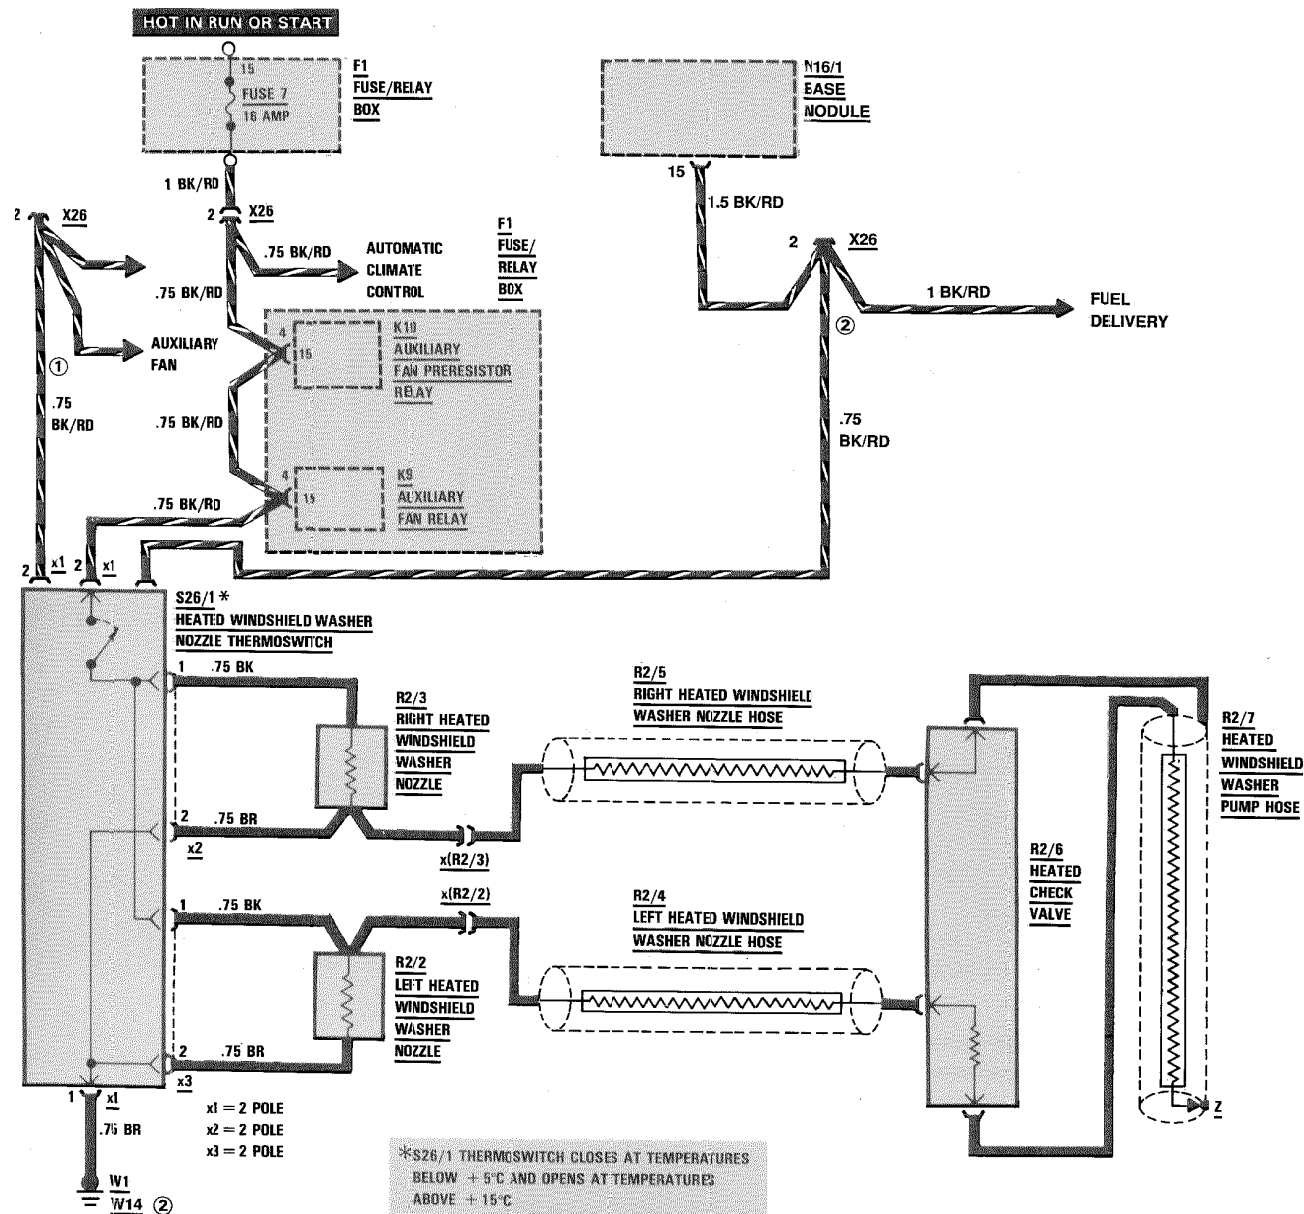 HOT IN RUN OR START
15
FUSE 7
16 AMP
F1
FUSE/RELAY
BOX
N16/1
EASE
NODULE
1 BK/RD
15
1.5 BK/RD
2 X26
2 X26
2 X26
.75 BK/RD
AUTOMATIC
CLIMATE
CONTROL
F1
FUSE/
RELAY
BOX
.75 BK/RD
1 BK/RD
FUEL
DELIVERY
②
4
15
K10
AUXILIARY
FAN PRERESISTOR
RELAY
AUXILIARY
FAN
①
.75
BK/RD
.75 BK/RD
.75
BK/RD
4
15
K9
AUXILIARY
FAN RELAY
.75 BK/RD
2 x1 2 x1
S26/1 *
HEATED WINDSHIELD WASHER
NOZZLE THERMOSWITCH
1 .75 BK
R2/3
RIGHT HEATED
WINDSHIELD
WASHER
NOZZLE
R2/5
RIGHT HEATED WINDSHIELD
WASHER NOZZLE HOSE
R2/7
HEATED
WINDSHIELD
WASHER
PUMP HOSE
2 .75 BR
x2
x(R2/3)
R2/6
HEATED
CHECK
VALVE
x(R2/2)
1 .75 BK
R2/4
LEFT HEATED WINDSHIELD
WASHER NOZZLE HOSE
R2/2
LEFT HEATED
WINDSHIELD
WASHER
NOZZLE
2 .75 BR
x3
1 x1
.75 BR
x1 = 2 POLE
x2 = 2 POLE
x3 = 2 POLE
Z
W1
W14 ②
*S26/1 THERMOSWITCH CLOSES AT TEMPERATURES
BELOW + 5°C AND OPENS AT TEMPERATURES
ABOVE + 15°C